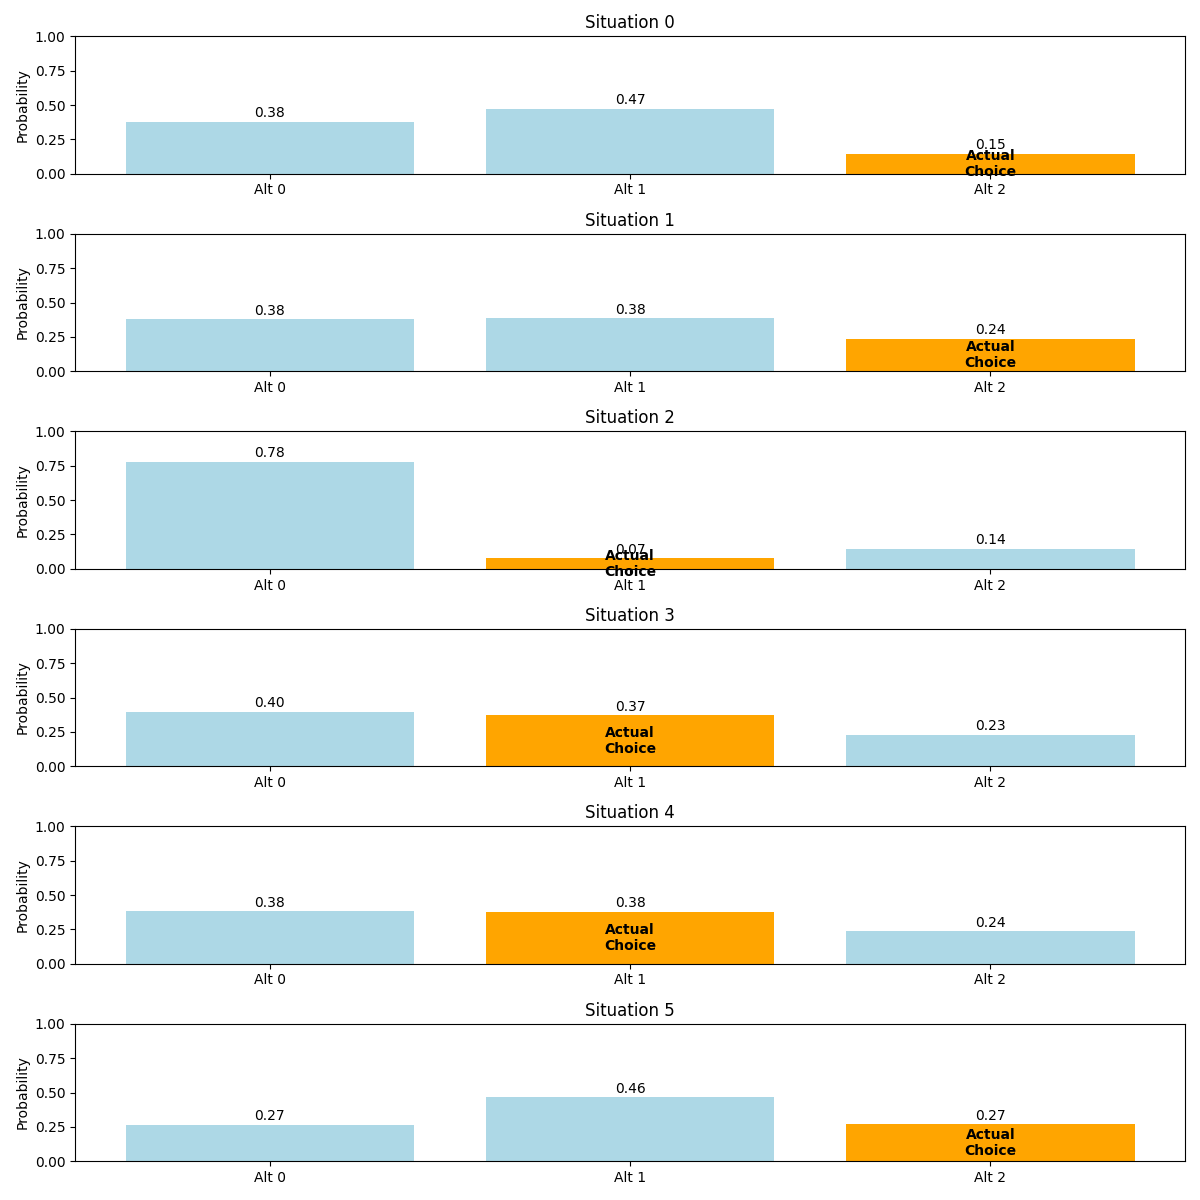 Situation 0
Probability
1.00
0.75
0.50
0.25
0.00
0.38
0.47
0.15
Actual
Choice
Alt 0
Alt 1
Alt 2
Situation 1
Probability
1.00
0.75
0.50
0.25
0.00
0.38
0.38
0.24
Actual
Choice
Alt 0
Alt 1
Alt 2
Situation 2
Probability
1.00
0.75
0.50
0.25
0.00
0.78
0.07
Actual
Choice
0.14
Alt 0
Alt 1
Alt 2
Situation 3
Probability
1.00
0.75
0.50
0.25
0.00
0.40
0.37
Actual
Choice
0.23
Alt 0
Alt 1
Alt 2
Situation 4
Probability
1.00
0.75
0.50
0.25
0.00
0.38
0.38
Actual
Choice
0.24
Alt 0
Alt 1
Alt 2
Situation 5
Probability
1.00
0.75
0.50
0.25
0.00
0.27
0.46
0.27
Actual
Choice
Alt 0
Alt 1
Alt 2